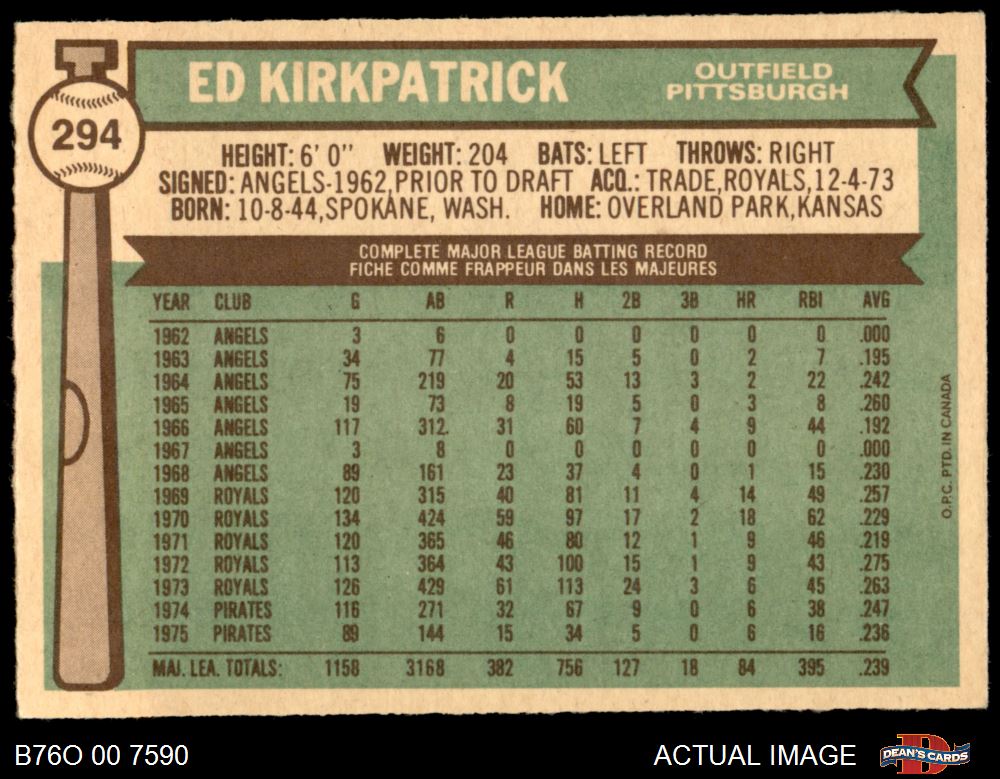 ED KIRKPATRICK
OUTFIELD
PITTSBURGH
294
HEIGHT: 6' 0" WEIGHT: 204 BATS: LEFT THROWS: RIGHT
SIGNED: ANGELS-1962, PRIOR TO DRAFT ACQ.: TRADE, ROYALS, 12-4-73
BORN: 10-8-44, SPOKANE, WASH. HOME: OVERLAND PARK, KANSAS
COMPLETE MAJOR LEAGUE BATTING RECORD
FICHE COMME FRAPPEUR DANS LES MAJEURES
YEAR CLUB G AB R H 2B 3B HR RBI AVG
1962 ANGELS 3 6 0 0 0 0 0 0 .000
1963 ANGELS 34 77 4 15 5 0 2 7 .195
1964 ANGELS 75 219 20 53 13 3 2 22 .242
1965 ANGELS 19 73 8 19 5 0 3 8 .260
1966 ANGELS 117 312 31 60 7 4 9 44 .192
1967 ANGELS 3 8 0 0 0 0 0 0 .000
1968 ANGELS 89 161 23 37 4 0 1 15 .230
1969 ROYALS 120 315 40 81 11 4 14 49 .257
1970 ROYALS 134 424 59 97 17 2 18 62 .229
1971 ROYALS 120 365 46 80 12 1 9 46 .219
1972 ROYALS 113 364 43 100 15 1 9 43 .275
1973 ROYALS 126 429 61 113 24 3 6 45 .263
1974 PIRATES 116 271 32 67 9 0 6 38 .247
1975 PIRATES 89 144 15 34 5 0 6 16 .236
MAJ. LEA. TOTALS: 1158 3168 382 756 127 18 84 395 .239
O.P.C. PTD. IN CANADA
B76O 00 7590
ACTUAL IMAGE
DEAN'S CARDS